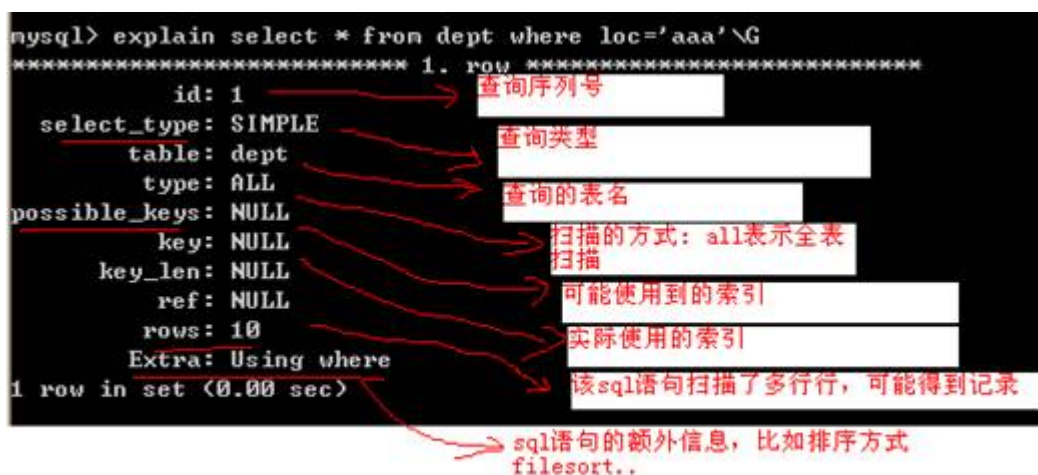 mysql> explain select * from dept where loc='aaa'\G
*************************** 1. row ***************************
id: 1
查询序列号
select_type: SIMPLE
查询类型
table: dept
查询的表名
type: ALL
扫描的方式: all表示全表
扫描
possible_keys: NULL
可能使用到的索引
key: NULL
实际使用的索引
key_len: NULL
ref: NULL
rows: 10
该sql语句扫描了多行行，可能得到记录
Extra: Using where
1 row in set (0.00 sec)
sql语句的额外信息，比如排序方式
filesort..